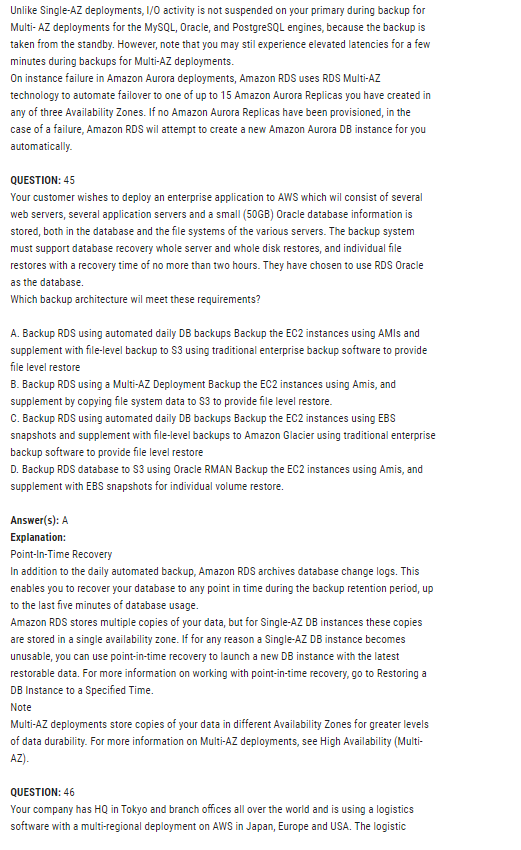 Unlike Single-AZ deployments, I/O activity is not suspended on your primary during backup for
Multi- AZ deployments for the MySQL, Oracle, and PostgreSQL engines, because the backup is
taken from the standby. However, note that you may stil experience elevated latencies for a few
minutes during backups for Multi-AZ deployments.
On instance failure in Amazon Aurora deployments, Amazon RDS uses RDS Multi-AZ
technology to automate failover to one of up to 15 Amazon Aurora Replicas you have created in
any of three Availability Zones. If no Amazon Aurora Replicas have been provisioned, in the
case of a failure, Amazon RDS wil attempt to create a new Amazon Aurora DB instance for you
automatically.
QUESTION: 45
Your customer wishes to deploy an enterprise application to AWS which wil consist of several
web servers, several application servers and a small (50GB) Oracle database information is
stored, both in the database and the file systems of the various servers. The backup system
must support database recovery whole server and whole disk restores, and individual file
restores with a recovery time of no more than two hours. They have chosen to use RDS Oracle
as the database.
Which backup architecture wil meet these requirements?
A. Backup RDS using automated daily DB backups Backup the EC2 instances using AMIs and
supplement with file-level backup to S3 using traditional enterprise backup software to provide
file level restore
B. Backup RDS using a Multi-AZ Deployment Backup the EC2 instances using Amis, and
supplement by copying file system data to S3 to provide file level restore.
C. Backup RDS using automated daily DB backups Backup the EC2 instances using EBS
snapshots and supplement with file-level backups to Amazon Glacier using traditional enterprise
backup software to provide file level restore
D. Backup RDS database to S3 using Oracle RMAN Backup the EC2 instances using Amis, and
supplement with EBS snapshots for individual volume restore.
Answer(s): A
Explanation:
Point-In-Time Recovery
In addition to the daily automated backup, Amazon RDS archives database change logs. This
enables you to recover your database to any point in time during the backup retention period, up
to the last five minutes of database usage.
Amazon RDS stores multiple copies of your data, but for Single-AZ DB instances these copies
are stored in a single availability zone. If for any reason a Single-AZ DB instance becomes
unusable, you can use point-in-time recovery to launch a new DB instance with the latest
restorable data. For more information on working with point-in-time recovery, go to Restoring a
DB Instance to a Specified Time.
Note
Multi-AZ deployments store copies of your data in different Availability Zones for greater levels
of data durability. For more information on Multi-AZ deployments, see High Availability (Multi-
AZ).
QUESTION: 46
Your company has HQ in Tokyo and branch offices all over the world and is using a logistics
software with a multi-regional deployment on AWS in Japan, Europe and USA. The logistic